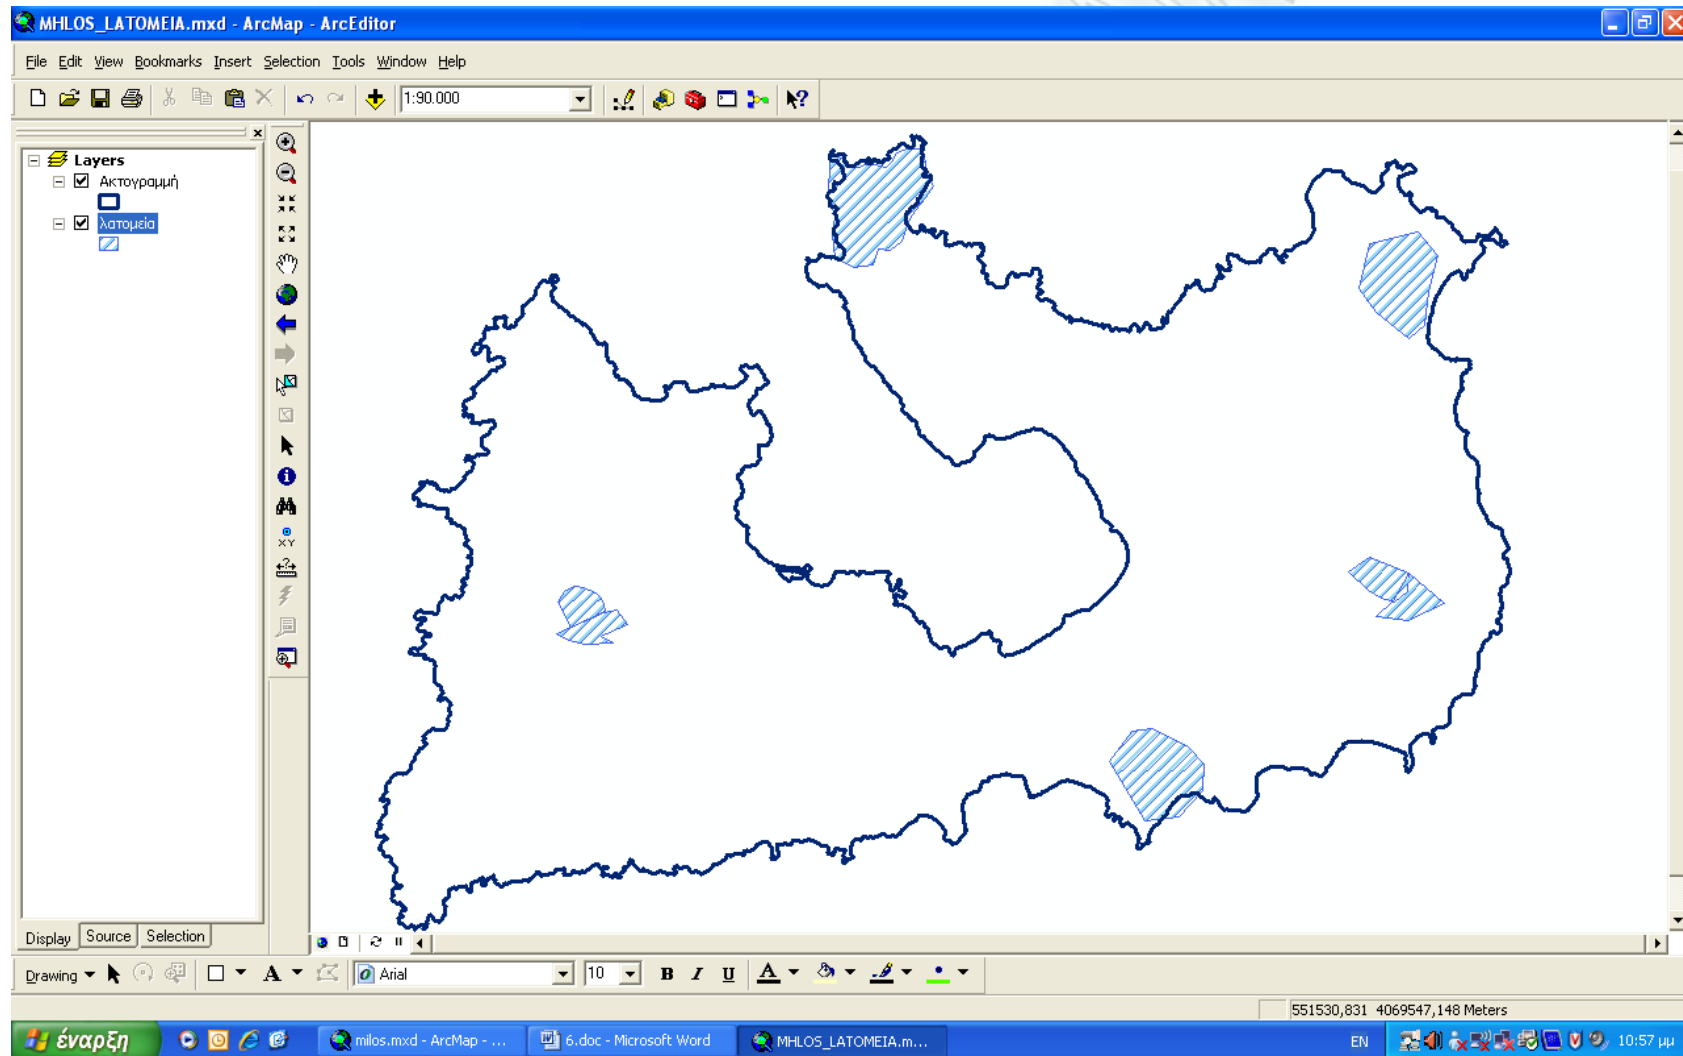 MHLOS_LATOMEIA.mxd - ArcMap - ArcEditor
File Edit View Bookmarks Insert Selection Tools Window Help
1:90.000
Layers
Ακτογραμμή
λατομεία
XY
Display Source Selection
Drawing A Arial 10 B I U A
551530,831 4069547,148 Meters
έναρξη milos.mxd - ArcMap - ... 6.doc - Microsoft Word MHLOS_LATOMEIA.m... EN 10:57 μμ